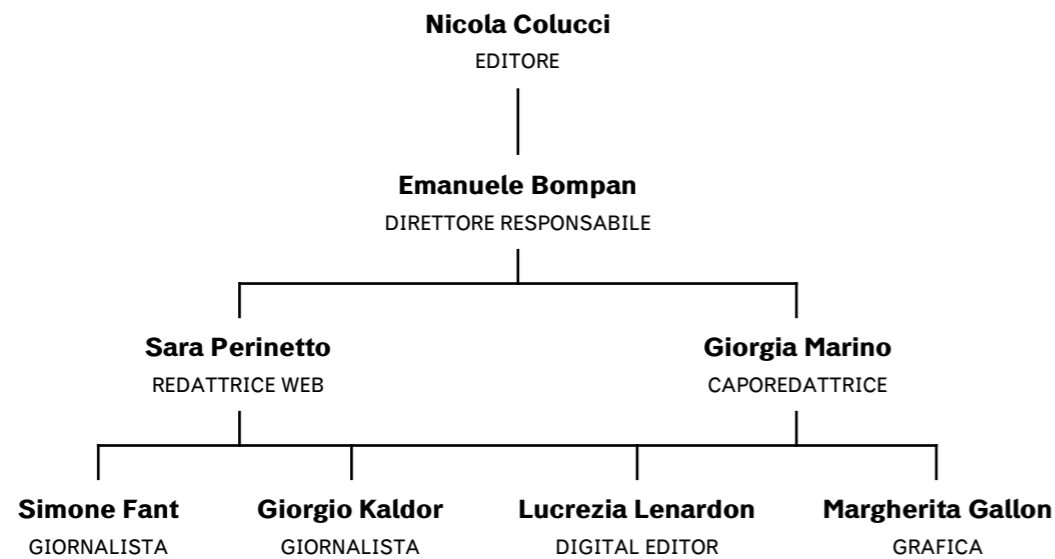 Nicola Colucci
EDITORE
Emanuele Bompan
DIRETTORE RESPONSABILE
Sara Perinetto
REDATTRICE WEB
Giorgia Marino
CAPOREDATTRICE
Simone Fant
GIORNALISTA
Giorgio Kaldor
GIORNALISTA
Lucrezia Lenardon
DIGITAL EDITOR
Margherita Gallon
GRAFICA